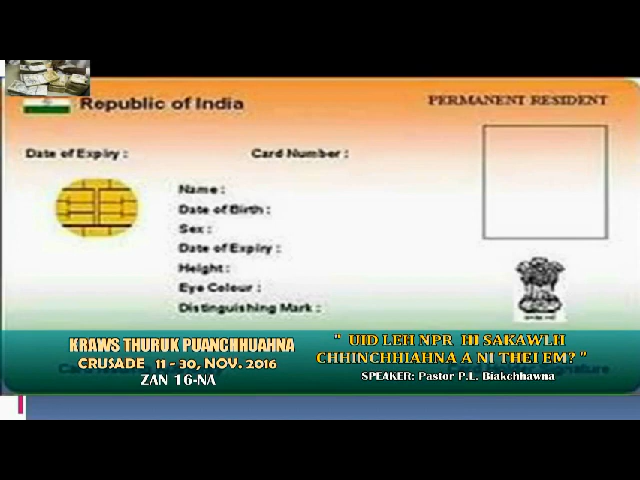 Republic of India
PERMANENT RESIDENT
Date of Expiry :
Card Number :
Name :
Date of Birth :
Sex :
Date of Expiry :
Height :
Eye Colour :
Distinguishing Mark :
KRAWS THURUK PUANCHHUAHNA
CRUSADE 11 - 30, NOV. 2016
ZAN 16-NA
" UID LEH NPR HI SAKAWLH
CHHINCHHIAHNA A NI THEI EM? "
SPEAKER: Pastor P.L. Biakchhawna